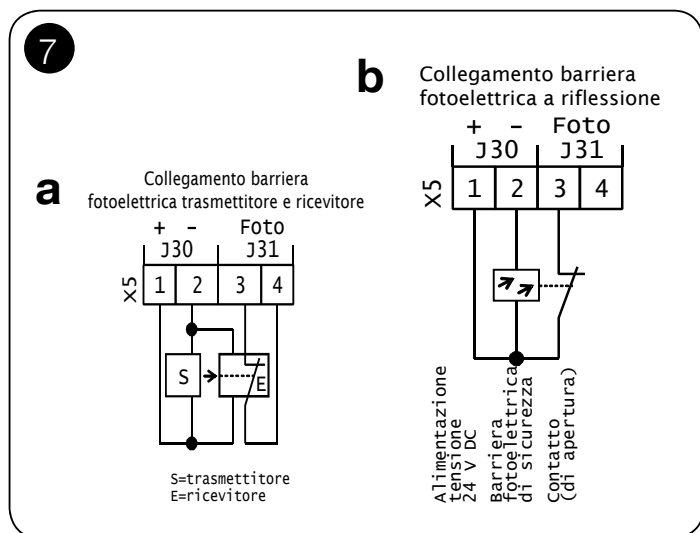 7
a
Collegamento barriera
fotoelettrica trasmettitore e ricevitore
+ − Foto
J30 J31
X5 1 2 3 4
S E
S=trasmettitore
E=ricevitore
b
Collegamento barriera
fotoelettrica a riflessione
+ − Foto
J30 J31
X5 1 2 3 4
Alimentazione
tensione
24 V DC
Barriera
fotoelettrica
di sicurezza
Contatto
(di apertura)